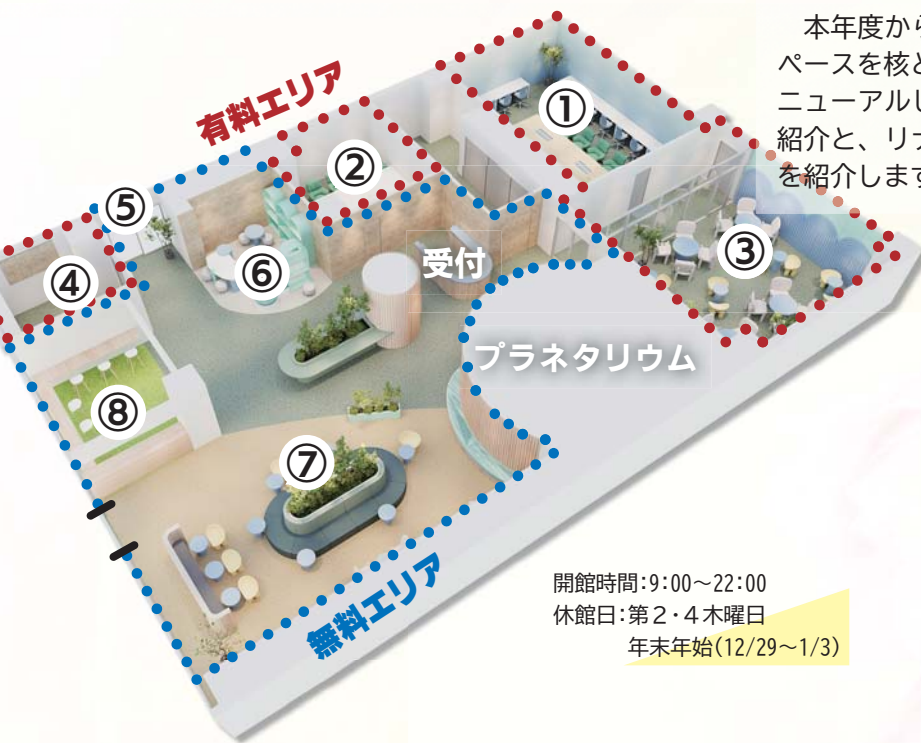 本年度から
ペースを核と
ニューアルし
紹介と、リ
を紹介します
有料エリア
①
②
③
④
⑤
⑥
⑦
⑧
受付
プラネタリウム
無料エリア
開館時間:9:00～22:00
休館日:第2・4木曜日
年末年始(12/29～1/3)